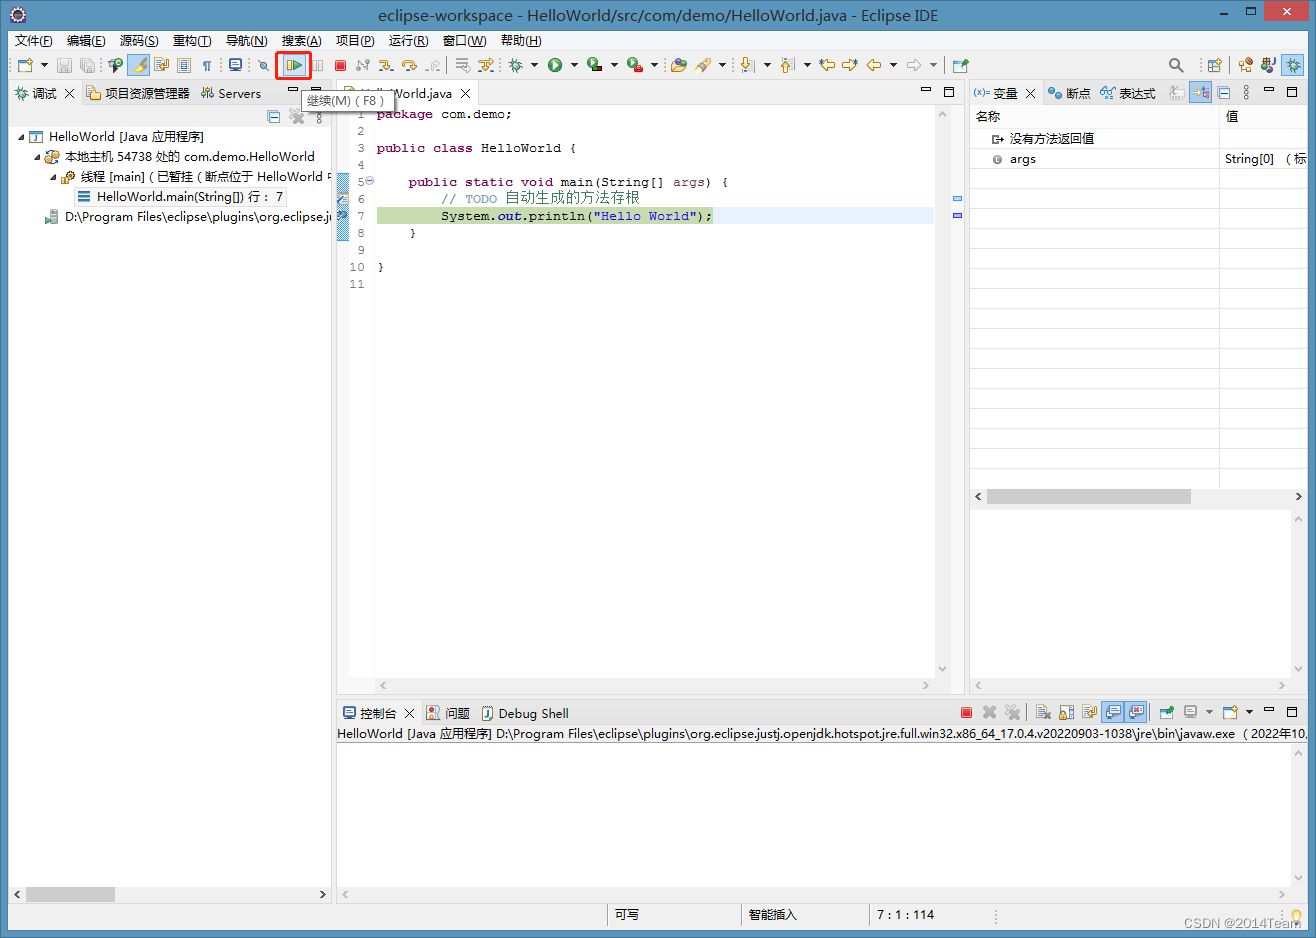 eclipse-workspace - HelloWorld/src/com/demo/HelloWorld.java - Eclipse IDE
文件(F) 编辑(E) 源码(S) 重构(T) 导航(N) 搜索(A) 项目(P) 运行(R) 窗口(W) 帮助(H)
调试 项目资源管理器 Servers
World.java
继续(M) ( F8 )
HelloWorld [Java 应用程序]
本地主机 54738 处的 com.demo.HelloWorld
线程 [main] ( 已暂挂 ( 断点位于 HelloWorld
HelloWorld.main(String[]) 行： 7
D:\Program Files\eclipse\plugins\org.eclipse.ju
1 package com.demo;
2
3 public class HelloWorld {
4
5 public static void main(String[] args) {
6 // TODO 自动生成的方法存根
7 System.out.println("Hello World");
8 }
9
10 }
11
(x)= 变量 断点 表达式
名称 值
没有方法返回值
args String[0] （ 标
控制台 问题 Debug Shell
HelloWorld [Java 应用程序] D:\Program Files\eclipse\plugins\org.eclipse.justj.openjdk.hotspot.jre.full.win32.x86_64_17.0.4.v20220903-1038\jre\bin\javaw.exe （ 2022年10
可写 智能插入 7 : 1 : 114
CSDN @2014Team